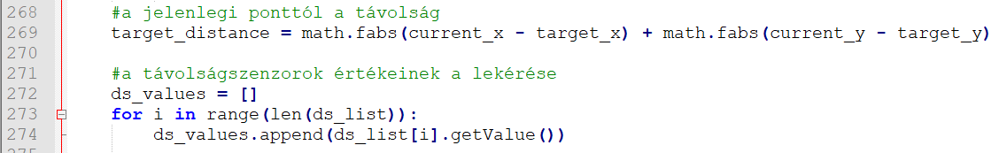 268 #a jelenlegi ponttól a távolság
269 target_distance = math.fabs(current_x - target_x) + math.fabs(current_y - target_y)
270
271 #a távolságszenzorok értékeinek a lekérése
272 ds_values = []
273 for i in range(len(ds_list)):
274 ds_values.append(ds_list[i].getValue())